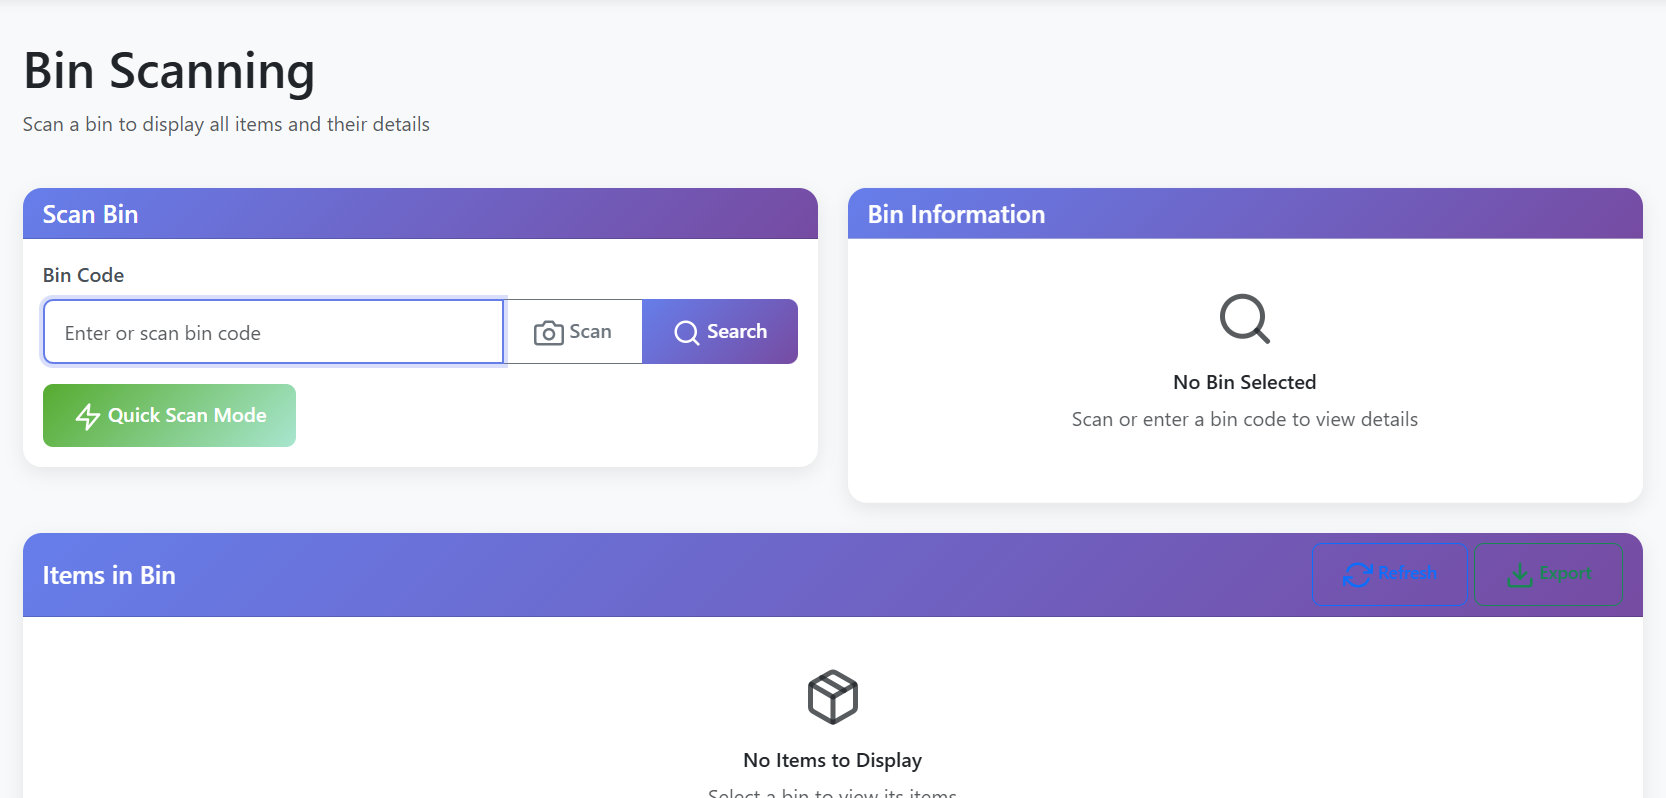 Bin Scanning
Scan a bin to display all items and their details
Scan Bin
Bin Code
Enter or scan bin code
Scan
Search
Quick Scan Mode
Bin Information
No Bin Selected
Scan or enter a bin code to view details
Items in Bin
Refresh
Export
No Items to Display
Select a bin to view its items